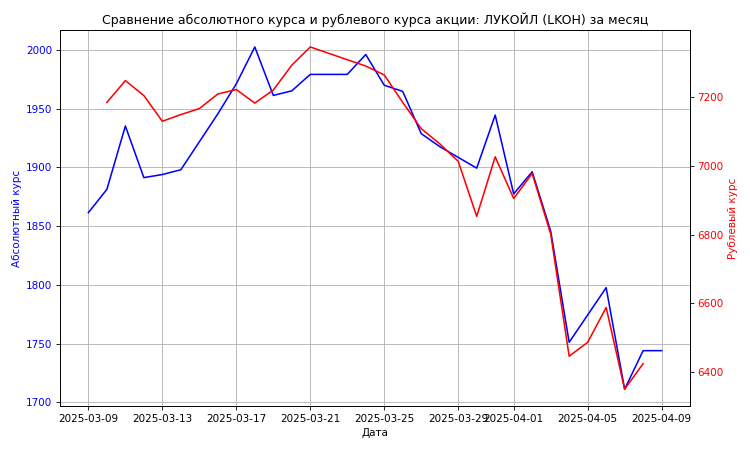 Сравнение абсолютного курса и рублевого курса акции: ЛУКОЙЛ (LKOH) за месяц
2000
1950
1900
1850
1800
1750
1700
Абсолютный курс
7200
7000
6800
6600
6400
Рублевый курс
2025-03-09 2025-03-13 2025-03-17 2025-03-21 2025-03-25 2025-03-29 2025-04-01 2025-04-05 2025-04-09
Дата